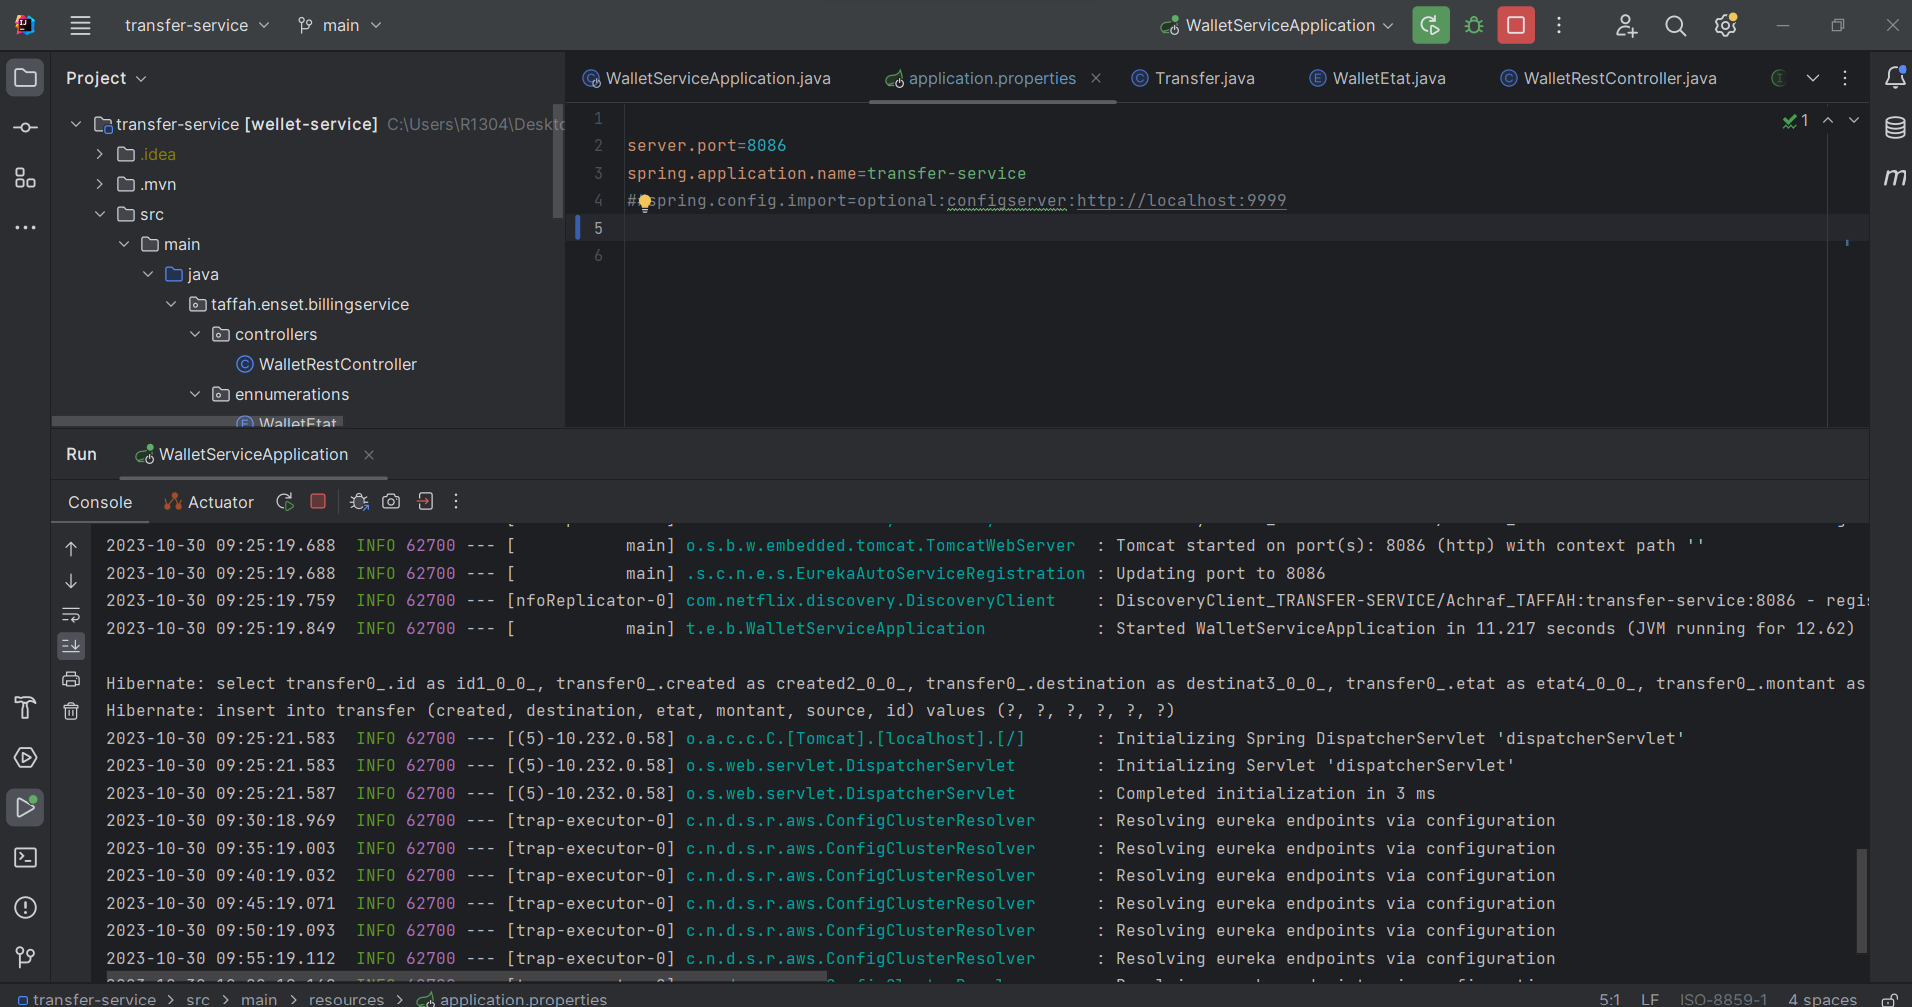 transfer-service
main
WalletServiceApplication
Project
WalletServiceApplication.java
application.properties
Transfer.java
WalletEtat.java
WalletRestController.java
transfer-service [wellet-service] C:\Users\R1304\Deskto
.idea
.mvn
src
main
java
taffah.enset.billingservice
controllers
WalletRestController
ennumerations
WalletEtat
1
2 server.port=8086
3 spring.application.name=transfer-service
4 ##spring.config.import=optional:configserver:http://localhost:9999
5
6
1
Run
WalletServiceApplication
Console
Actuator
2023-10-30 09:25:19.688 INFO 62700 --- [ main] o.s.b.w.embedded.tomcat.TomcatWebServer : Tomcat started on port(s): 8086 (http) with context path ''
2023-10-30 09:25:19.688 INFO 62700 --- [ main] .s.c.n.e.s.EurekaAutoServiceRegistration : Updating port to 8086
2023-10-30 09:25:19.759 INFO 62700 --- [nfoReplicator-0] com.netflix.discovery.DiscoveryClient : DiscoveryClient_TRANSFER-SERVICE/Achraf_TAFFAH:transfer-service:8086 - regis
2023-10-30 09:25:19.849 INFO 62700 --- [ main] t.e.b.WalletServiceApplication : Started WalletServiceApplication in 11.217 seconds (JVM running for 12.62)
Hibernate: select transfer0_.id as id1_0_0_, transfer0_.created as created2_0_0_, transfer0_.destination as destinat3_0_0_, transfer0_.etat as etat4_0_0_, transfer0_.montant as
Hibernate: insert into transfer (created, destination, etat, montant, source, id) values (?, ?, ?, ?, ?, ?)
2023-10-30 09:25:21.583 INFO 62700 --- [(5)-10.232.0.58] o.a.c.c.C.[Tomcat].[localhost].[/] : Initializing Spring DispatcherServlet 'dispatcherServlet'
2023-10-30 09:25:21.583 INFO 62700 --- [(5)-10.232.0.58] o.s.web.servlet.DispatcherServlet : Initializing Servlet 'dispatcherServlet'
2023-10-30 09:25:21.587 INFO 62700 --- [(5)-10.232.0.58] o.s.web.servlet.DispatcherServlet : Completed initialization in 3 ms
2023-10-30 09:30:18.969 INFO 62700 --- [trap-executor-0] c.n.d.s.r.aws.ConfigClusterResolver : Resolving eureka endpoints via configuration
2023-10-30 09:35:19.003 INFO 62700 --- [trap-executor-0] c.n.d.s.r.aws.ConfigClusterResolver : Resolving eureka endpoints via configuration
2023-10-30 09:40:19.032 INFO 62700 --- [trap-executor-0] c.n.d.s.r.aws.ConfigClusterResolver : Resolving eureka endpoints via configuration
2023-10-30 09:45:19.071 INFO 62700 --- [trap-executor-0] c.n.d.s.r.aws.ConfigClusterResolver : Resolving eureka endpoints via configuration
2023-10-30 09:50:19.093 INFO 62700 --- [trap-executor-0] c.n.d.s.r.aws.ConfigClusterResolver : Resolving eureka endpoints via configuration
2023-10-30 09:55:19.112 INFO 62700 --- [trap-executor-0] c.n.d.s.r.aws.ConfigClusterResolver : Resolving eureka endpoints via configuration
transfer-service > src > main > resources > application.properties
5:1 LF ISO-8859-1 4 spaces